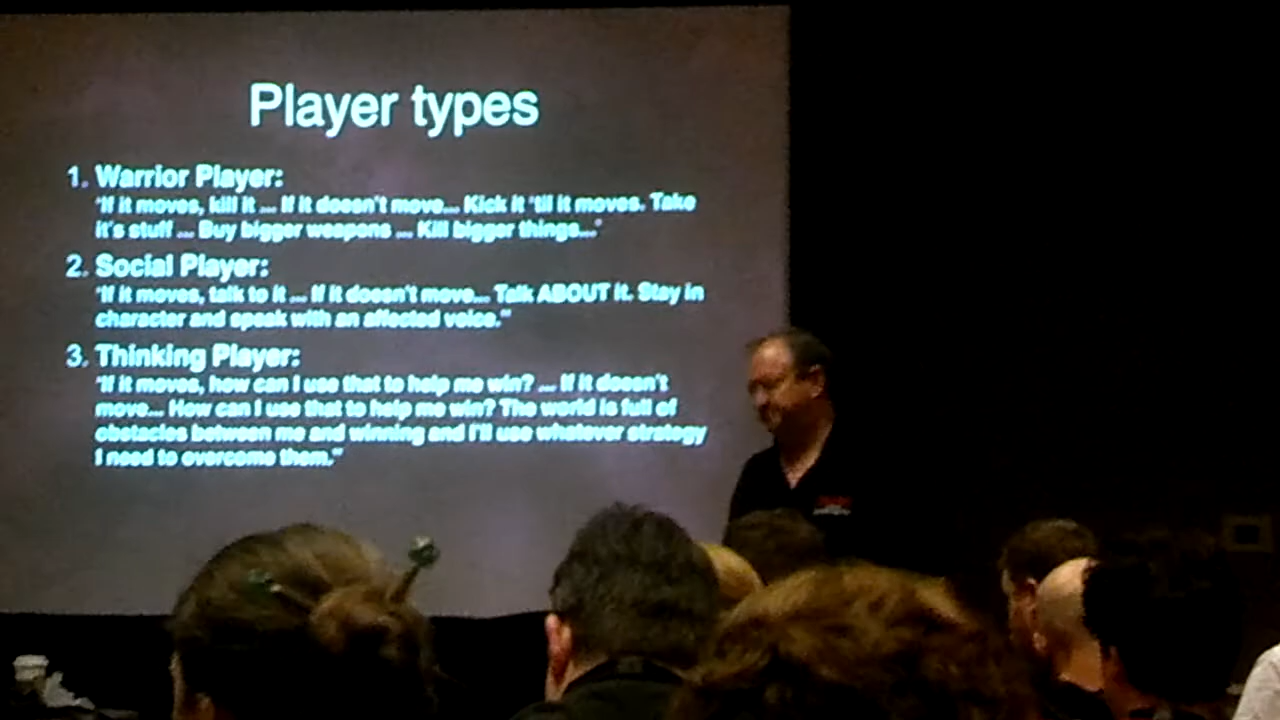 Player types
1. Warrior Player:
'If it moves, kill it ... If it doesn't move... Kick it 'til it moves. Take
it's stuff ... Buy bigger weapons ... Kill bigger things...'
2. Social Player:
'If it moves, talk to it ... If it doesn't move... Talk ABOUT it. Stay in
character and speak with an affected voice."
3. Thinking Player:
'If it moves, how can I use that to help me win? ... If it doesn't
move... How can I use that to help me win? The world is full of
obstacles between me and winning and I'll use whatever strategy
I need to overcome them."